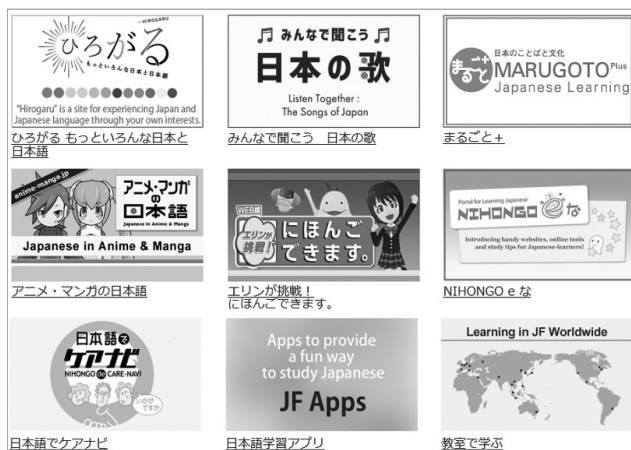 HIROGARU
ひろがる
もっといろんな日本と日本語
"Hirogaru" is a site for experiencing Japan and
Japanese language through your own interests.
ひろがる もっといろんな日本と
日本語
みんなで聞こう
日本の歌
Listen Together :
The Songs of Japan
みんなで聞こう 日本の歌
日本のことばと文化
まるごと+
MARUGOTO Plus
Japanese Learning
まるごと+
anime-manga.jp
アニメ・マンガの
日本語
Japanese in Anime & Manga
Japanese in Anime & Manga
アニメ・マンガの日本語
WEB版
エリンが
挑戦!
にほんご
できます。
エリンが挑戦!
にほんごできます。
Portal for Learning Japanese
NIHONGO eな
Introducing handy websites, online tools
and study tips for Japanese-learners!
NIHONGO e な
日本語で
ケアナビ
NIHONGO de CARE-NAVI
いかが
ですか
日本語でケアナビ
Apps to provide
a fun way
to study Japanese
JF Apps
日本語学習アプリ
Learning in JF Worldwide
教室で学ぶ